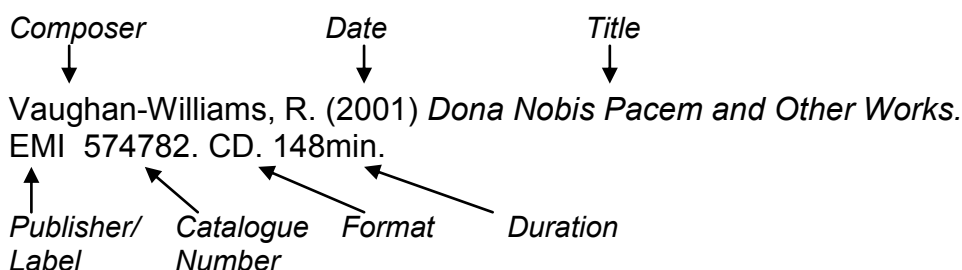 Composer Date Title
Vaughan-Williams, R. (2001) Dona Nobis Pacem and Other Works.
EMI 574782. CD. 148min.
Publisher/ Catalogue Format Duration
Label Number